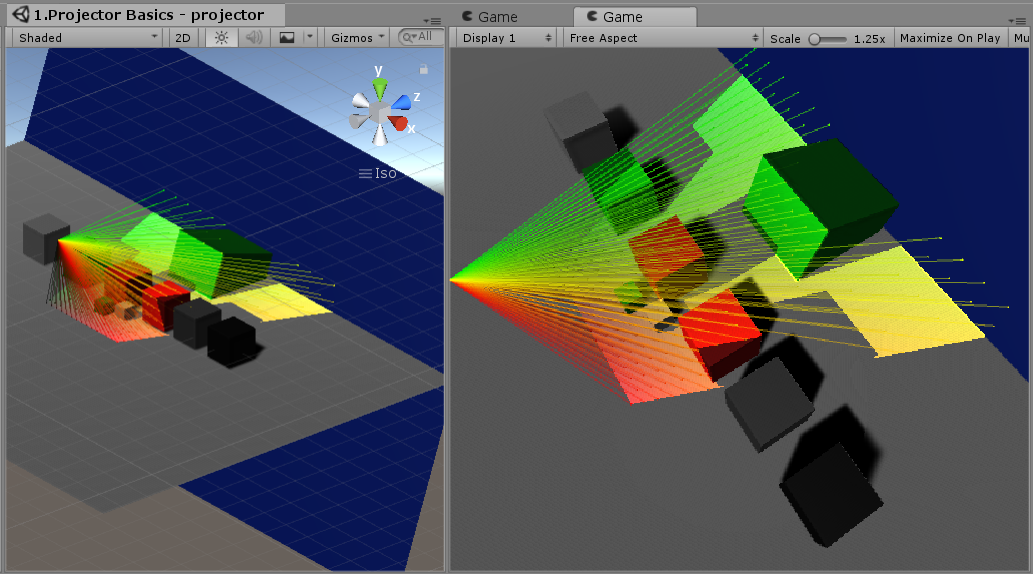 1.Projector Basics - projector
Shaded
2D
Gizmos
All
y
z
x
Iso
Game
Game
Display 1
Free Aspect
Scale
1.25x
Maximize On Play
Mu